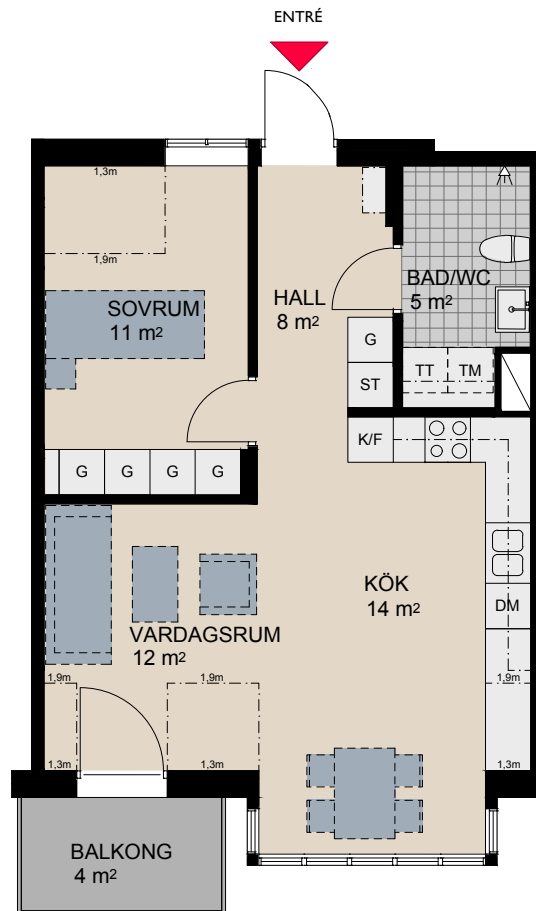 ENTRÉ
1,3m
1,9m
SOVRUM
11 m²
HALL
8 m²
BAD/WC
5 m²
G
ST
TT
TM
K/F
G
G
G
G
KÖK
14 m²
DM
VARDAGSRUM
12 m²
1,9m
1,9m
1,9m
1,3m
1,3m
1,3m
BALKONG
4 m²